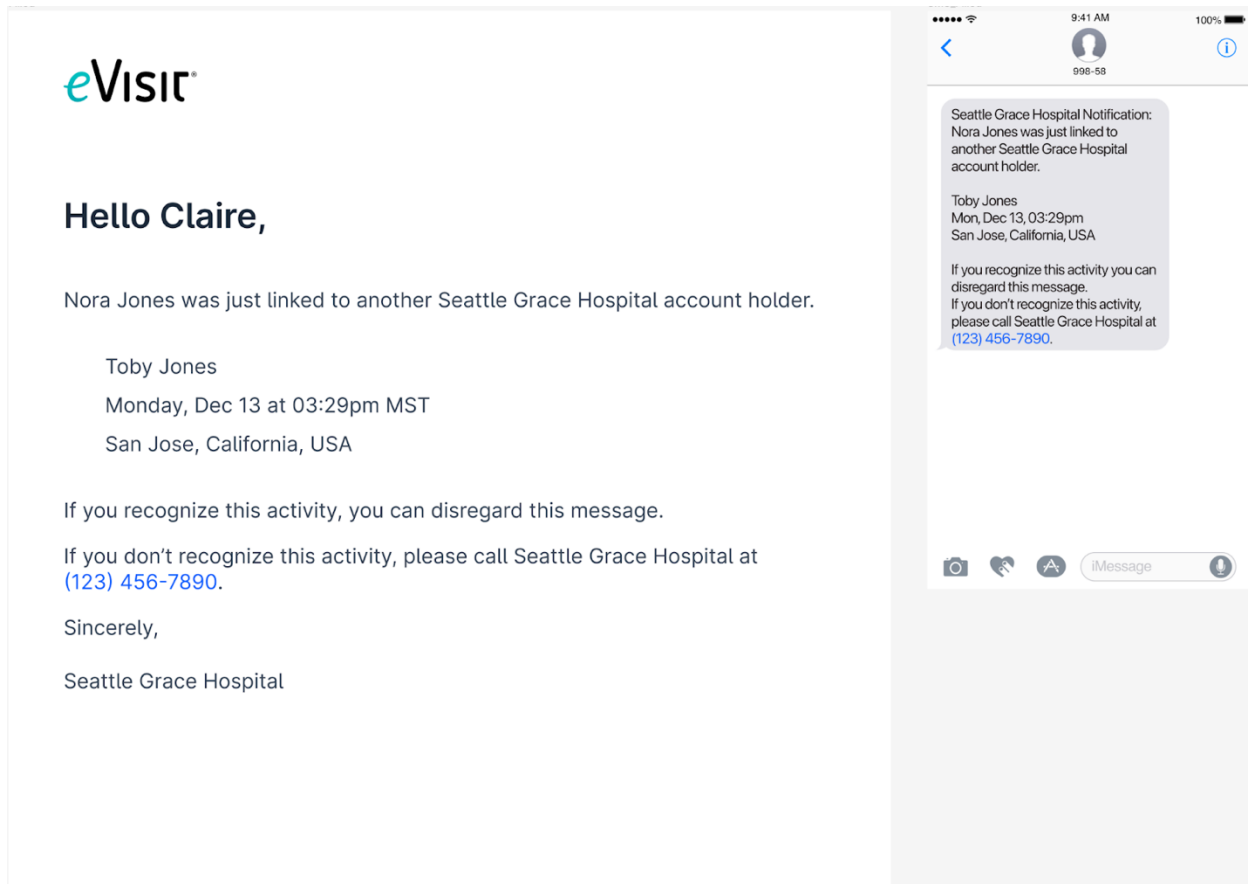 eVisit®
Hello Claire,
Nora Jones was just linked to another Seattle Grace Hospital account holder.
Toby Jones
Monday, Dec 13 at 03:29pm MST
San Jose, California, USA
If you recognize this activity, you can disregard this message.
If you don’t recognize this activity, please call Seattle Grace Hospital at
(123) 456-7890.
Sincerely,
Seattle Grace Hospital
9:41 AM
100%
998-58
Seattle Grace Hospital Notification:
Nora Jones was just linked to
another Seattle Grace Hospital
account holder.
Toby Jones
Mon, Dec 13, 03:29pm
San Jose, California, USA
If you recognize this activity you can
disregard this message.
If you don’t recognize this activity,
please call Seattle Grace Hospital at
(123) 456-7890.
iMessage